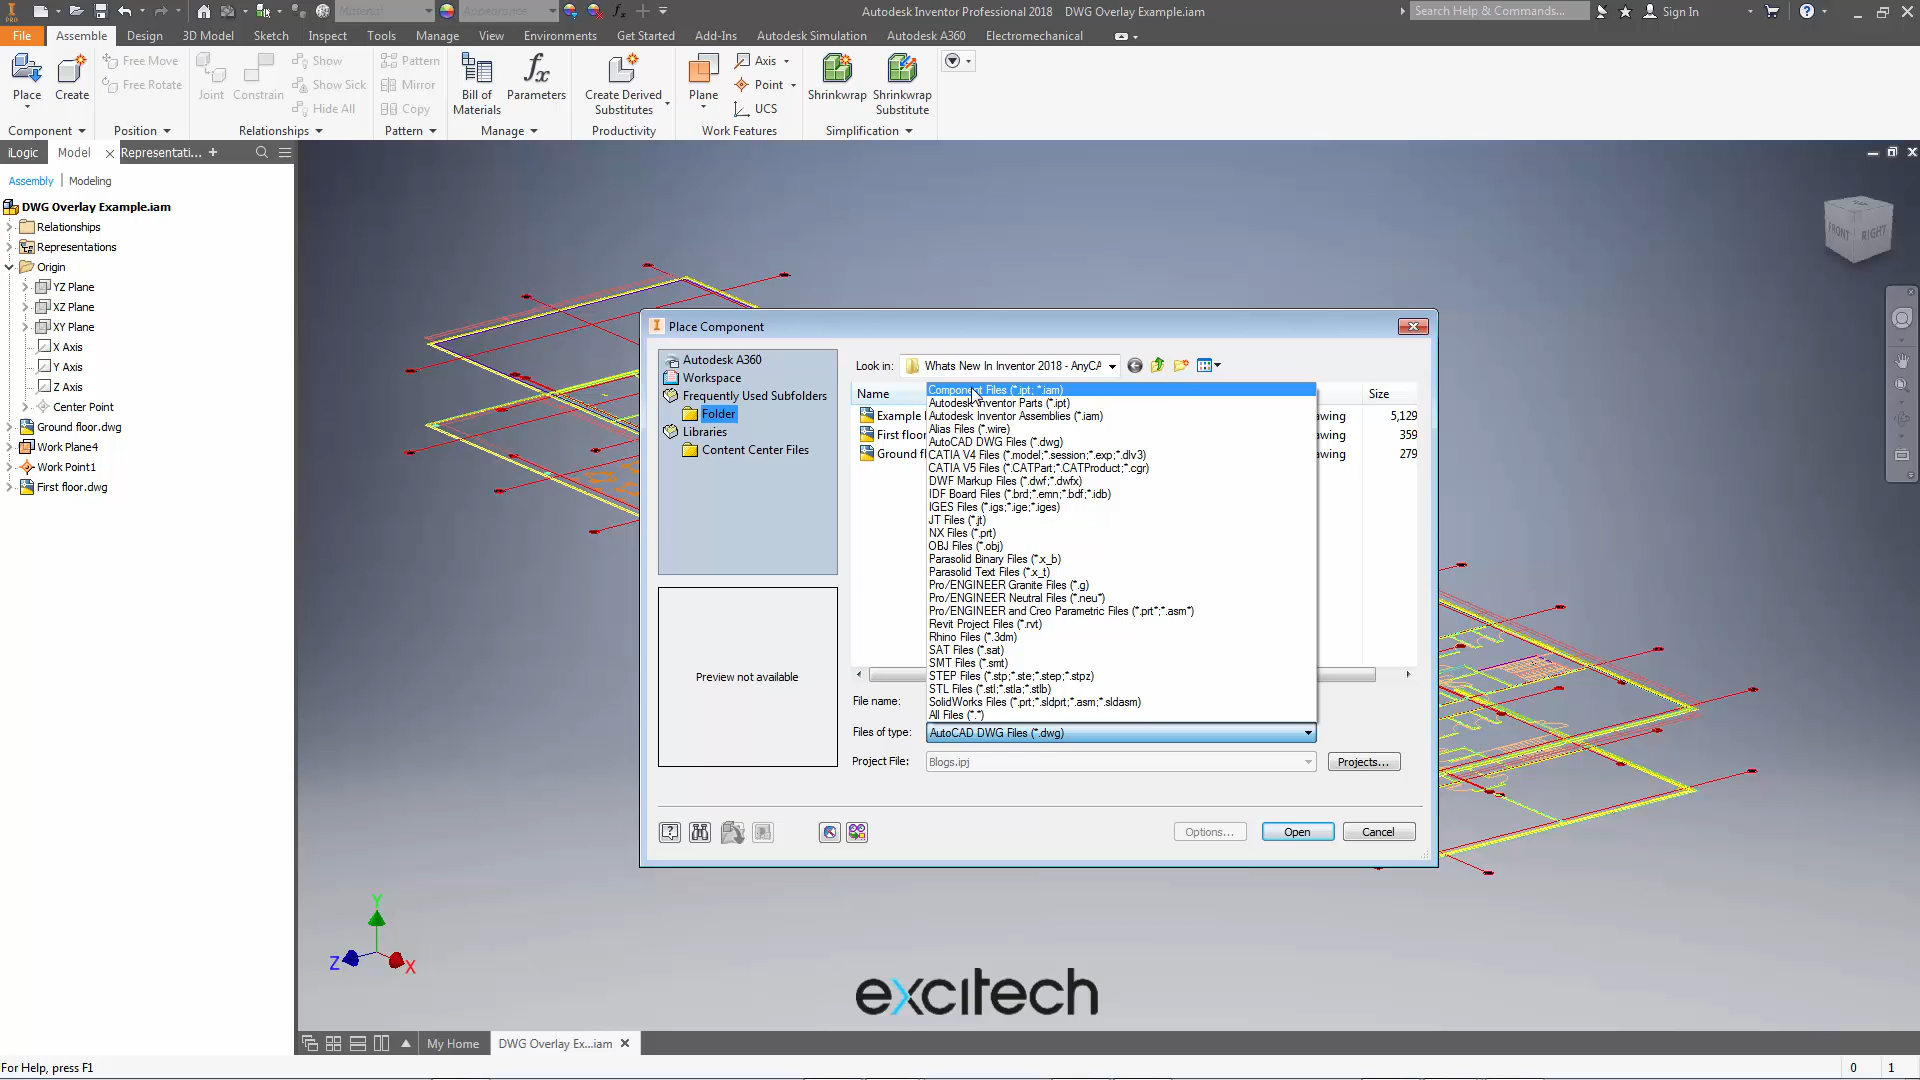 Material
Appearance
Autodesk Inventor Professional 2018 DWG Overlay Example.iam
Search Help & Commands...
Sign In
PRO
File
Assemble
Design
3D Model
Sketch
Inspect
Tools
Manage
View
Environments
Get Started
Add-Ins
Autodesk Simulation
Autodesk A360
Electromechanical
Place
Create
Free Move
Free Rotate
Joint
Constrain
Show
Show Sick
Hide All
Pattern
Mirror
Copy
Bill of
Materials
Parameters
Create Derived
Substitutes
Plane
Axis
Point
UCS
Shrinkwrap
Shrinkwrap
Substitute
Component
Position
Relationships
Pattern
Manage
Productivity
Work Features
Simplification
iLogic
Model
Representati...
Assembly
Modeling
DWG Overlay Example.iam
Relationships
Representations
Origin
YZ Plane
XZ Plane
XY Plane
X Axis
Y Axis
Z Axis
Center Point
Ground floor.dwg
Work Plane4
Work Point1
First floor.dwg
FRONT
RIGHT
Place Component
Autodesk A360
Workspace
Frequently Used Subfolders
Folder
Libraries
Content Center Files
Look in:
Whats New In Inventor 2018 - AnyCA
Name
Size
Example
First floor
Ground fl
awing
5,129
awing
359
awing
279
Component Files (*.ipt; *.iam)
Autodesk Inventor Parts (*.ipt)
Autodesk Inventor Assemblies (*.iam)
Alias Files (*.wire)
AutoCAD DWG Files (*.dwg)
CATIA V4 Files (*.model;*.session;*.exp;*.dlv3)
CATIA V5 Files (*.CATPart;*.CATProduct;*.cgr)
DWF Markup Files (*.dwf;*.dwfx)
IDF Board Files (*.brd;*.emn;*.bdf;*.idb)
IGES Files (*.igs;*.ige;*.iges)
JT Files (*.jt)
NX Files (*.prt)
OBJ Files (*.obj)
Parasolid Binary Files (*.x_b)
Parasolid Text Files (*.x_t)
Pro/ENGINEER Granite Files (*.g)
Pro/ENGINEER Neutral Files (*.neu*)
Pro/ENGINEER and Creo Parametric Files (*.prt*;*.asm*)
Revit Project Files (*.rvt)
Rhino Files (*.3dm)
SAT Files (*.sat)
SMT Files (*.smt)
STEP Files (*.stp;*.ste;*.step;*.stpz)
STL Files (*.stl;*.stla;*.stlb)
SolidWorks Files (*.prt;*.sldprt;*.asm;*.sldasm)
All Files (*.*)
Preview not available
File name:
Files of type:
AutoCAD DWG Files (*.dwg)
Project File:
Blogs.ipj
Projects...
Options...
Open
Cancel
Y
Z
X
excitech
My Home
DWG Overlay Ex...iam
For Help, press F1
0
1